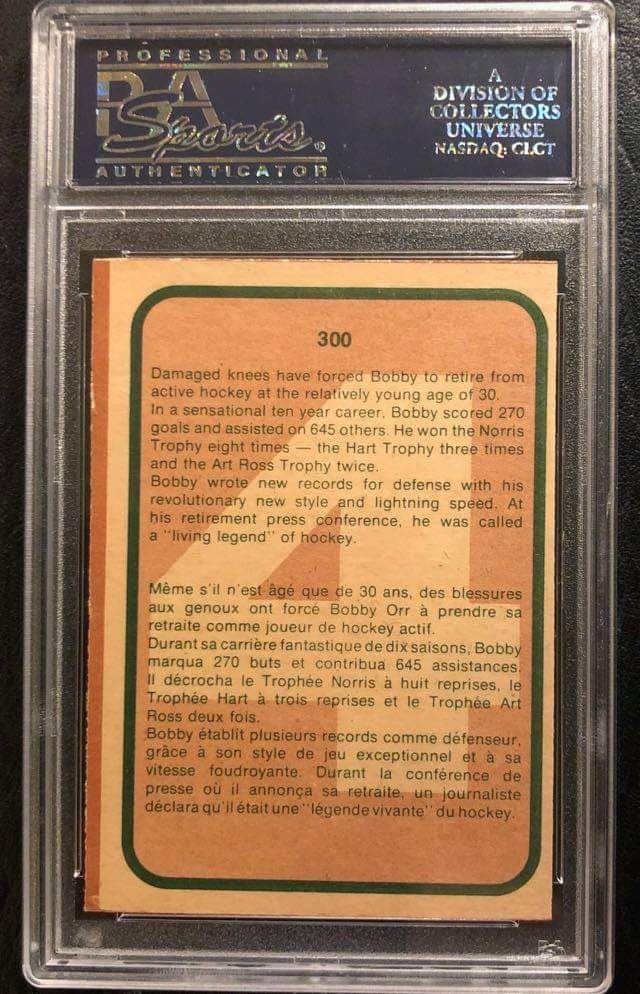 PROFESSIONAL
PSA
Sports®
AUTHENTICATOR
A
DIVISION OF
COLLECTORS
UNIVERSE
NASDAQ: CLCT
300
Damaged knees have forced Bobby to retire from
active hockey at the relatively young age of 30.
In a sensational ten year career, Bobby scored 270
goals and assisted on 645 others. He won the Norris
Trophy eight times — the Hart Trophy three times
and the Art Ross Trophy twice.
Bobby wrote new records for defense with his
revolutionary new style and lightning speed. At
his retirement press conference, he was called
a "living legend" of hockey.
Même s'il n'est âgé que de 30 ans, des blessures
aux genoux ont forcé Bobby Orr à prendre sa
retraite comme joueur de hockey actif.
Durant sa carrière fantastique de dix saisons, Bobby
marqua 270 buts et contribua 645 assistances.
Il décrocha le Trophée Norris à huit reprises, le
Trophée Hart à trois reprises et le Trophée Art
Ross deux fois.
Bobby établit plusieurs records comme défenseur,
grâce à son style de jeu exceptionnel et à sa
vitesse foudroyante. Durant la conférence de
presse où il annonça sa retraite, un journaliste
déclara qu'il était une "légende vivante" du hockey.
4
PSA